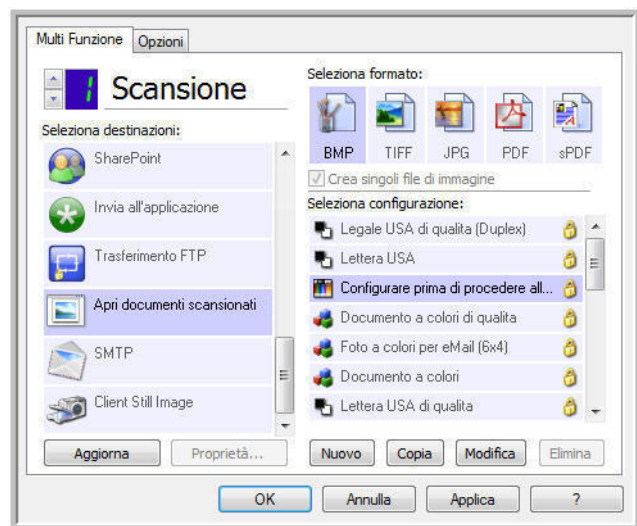 Multi Funzione
Opzioni
1
Scansione
Seleziona destinazioni:
SharePoint
Invia all'applicazione
Trasferimento FTP
Apri documenti scansionati
SMTP
Client Still Image
Aggiorna
Proprietà...
Seleziona formato:
BMP
TIFF
JPG
PDF
sPDF
Crea singoli file di immagine
Seleziona configurazione:
Legale USA di qualita (Duplex)
Lettera USA
Configurare prima di procedere all...
Documento a colori di qualita
Foto a colori per eMail (6x4)
Documento a colori
Lettera USA di qualita
Nuovo
Copia
Modifica
Elimina
OK
Annulla
Applica
?